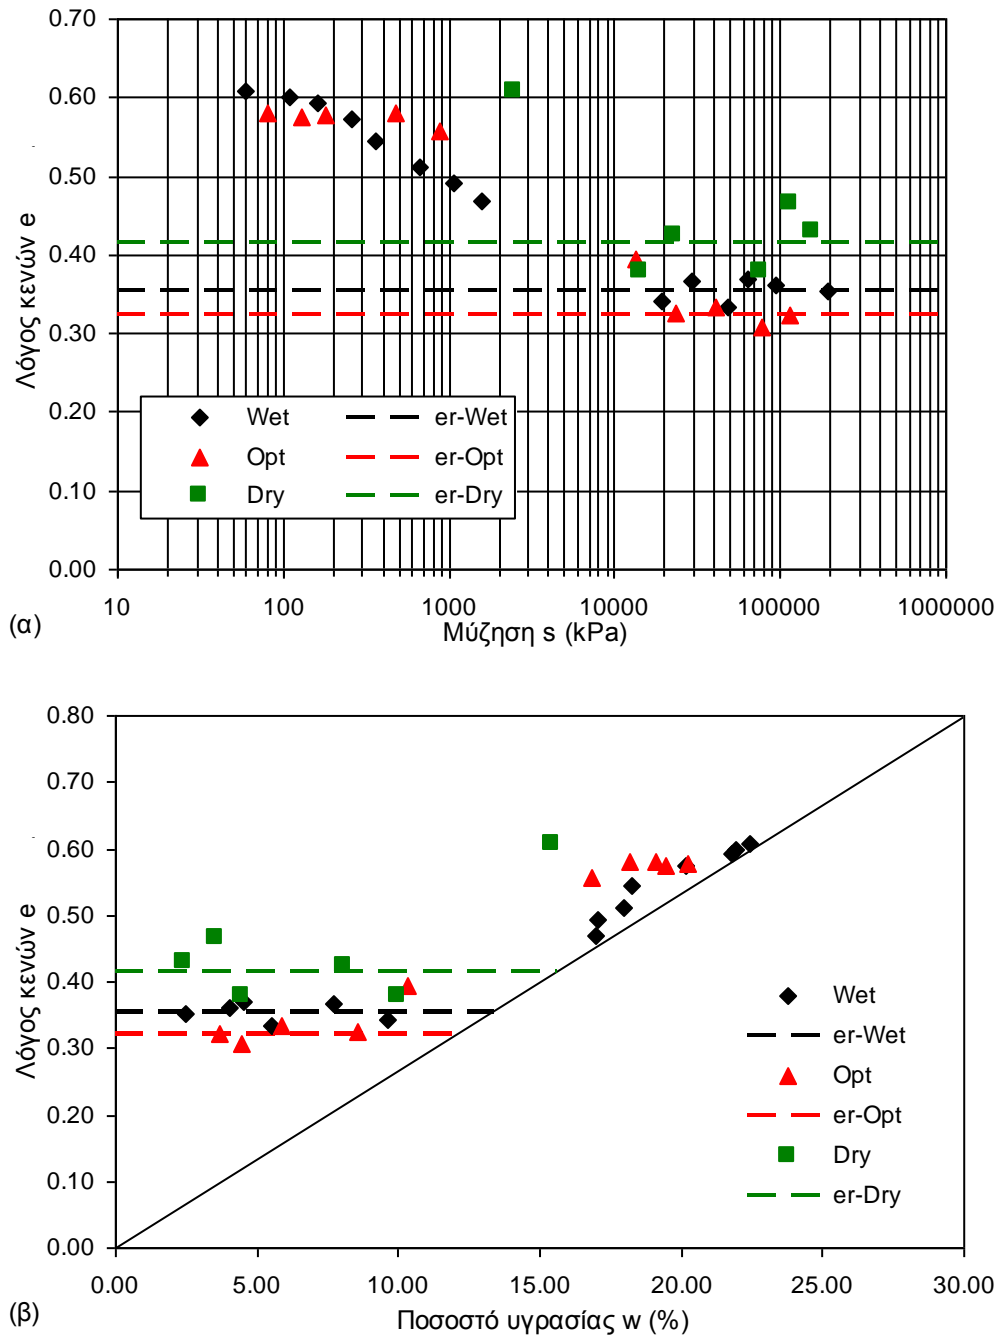 0.70
0.60
0.50
0.40
0.30
0.20
0.10
0.00
Λόγος κενών e
Wet er-Wet
Opt er-Opt
Dry er-Dry
10 100 1000 10000 100000 1000000
(α)
Μύζηση s (kPa)
0.80
0.70
0.60
0.50
0.40
0.30
0.20
0.10
0.00
Λόγος κενών e
Wet
er-Wet
Opt
er-Opt
Dry
er-Dry
0.00 5.00 10.00 15.00 20.00 25.00 30.00
(β)
Ποσοστό υγρασίας w (%)